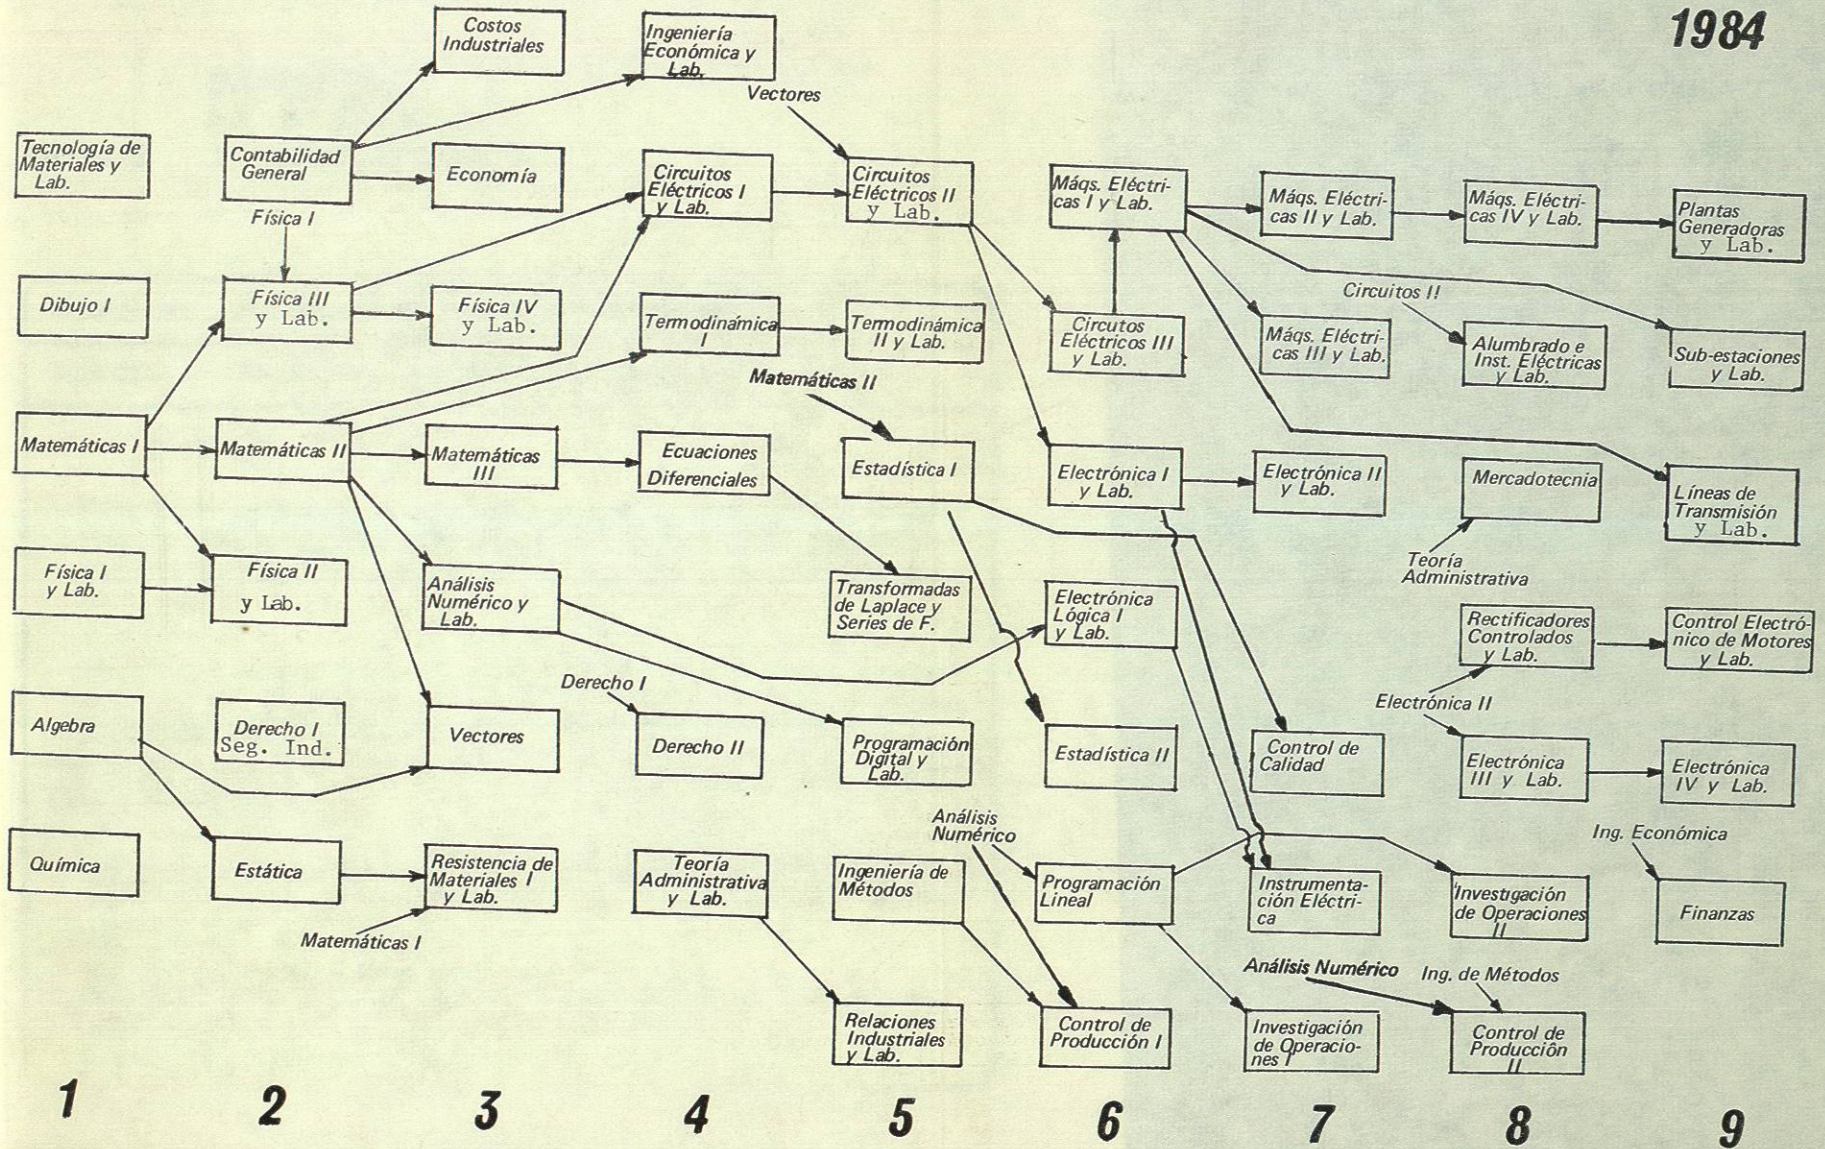 1984
Costos
Industriales
Ingeniería
Económica y
Lab.
Vectores
Tecnología de
Materiales y
Lab.
Contabilidad
General
Economía
Circuitos
Eléctricos I
y Lab.
Circuitos
Eléctricos II
y Lab.
Máqs. Eléctri-
cas I y Lab.
Máqs. Eléctri-
cas II y Lab.
Máqs. Eléctri-
cas IV y Lab.
Plantas
Generadoras
y Lab.
Física I
Dibujo I
Física III
y Lab.
Física IV
y Lab.
Termodinámica
I
Termodinámica
II y Lab.
Circutos
Eléctricos III
y Lab.
Máqs. Eléctri-
cas III y Lab.
Circuitos I!
Alumbrado e
Inst. Eléctricas
y Lab.
Sub-estaciones
y Lab.
Matemáticas II
Matemáticas I
Matemáticas II
Matemáticas
III
Ecuaciones
Diferenciales
Estadística I
Electrónica I
y Lab.
Electrónica II
y Lab.
Mercadotecnia
Líneas de
Transmisión
y Lab.
Teoría
Administrativa
Física I
y Lab.
Física II
y Lab.
Análisis
Numérico y
Lab.
Transformadas
de Laplace y
Series de F.
Electrónica
Lógica I
y Lab.
Rectificadores
Controlados
y Lab.
Control Electró-
nico de Motores
y Lab.
Derecho I
Electrónica II
Algebra
Derecho I
Seg. Ind.
Vectores
Derecho II
Programación
Digital y
Lab.
Estadística II
Control de
Calidad
Electrónica
III y Lab.
Electrónica
IV y Lab.
Análisis
Numérico
Ing. Económica
Química
Estática
Resistencia de
Materiales I
y Lab.
Teoría
Administrativa
y Lab.
Ingeniería de
Métodos
Programación
Lineal
Instrumenta-
ción Eléctri-
ca
Investigación
de Operaciones
II
Finanzas
Matemáticas I
Análisis Numérico
Ing. de Métodos
Relaciones
Industriales
y Lab.
Control de
Producción I
Investigación
de Operacio-
nes I
Control de
Producción
II
1 2 3 4 5 6 7 8 9